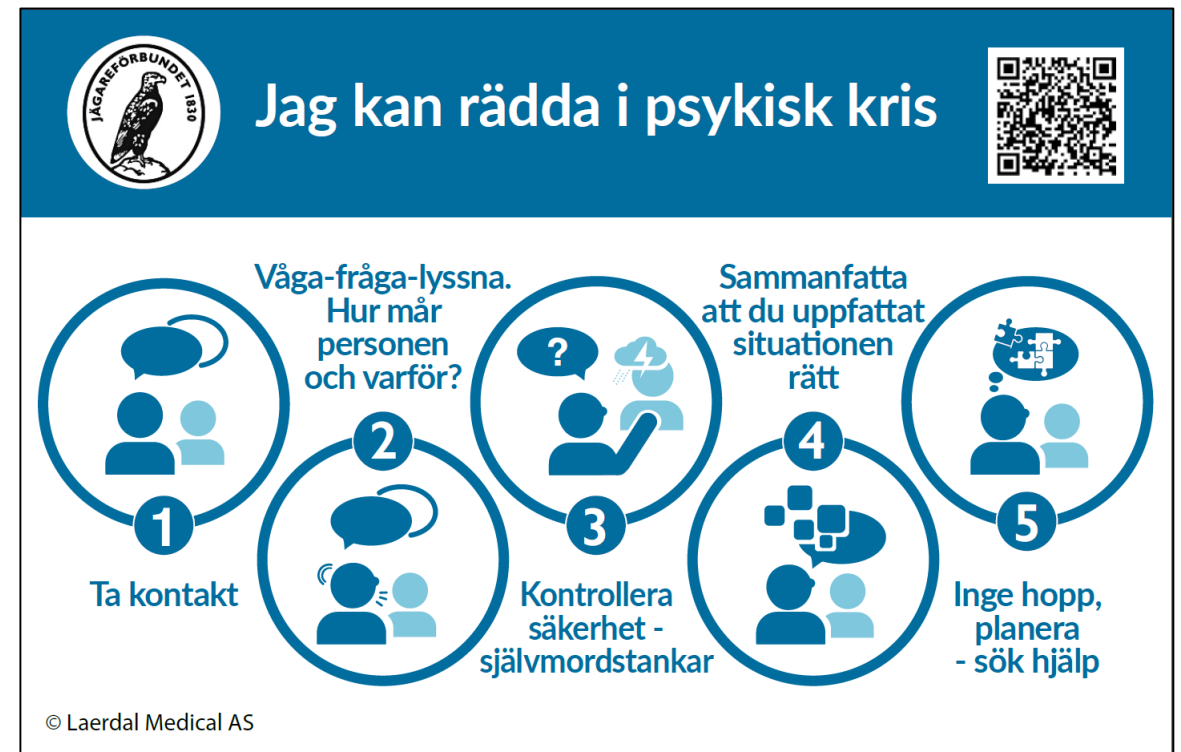 JÄGAREFÖRBUNDET 1830
Jag kan rädda i psykisk kris
1
Ta kontakt
Våga-fråga-lyssna.
Hur mår
personen
och varför?
2
?
3
Kontrollera
säkerhet -
självmordstankar
Sammanfatta
att du uppfattat
situationen
rätt
4
5
Inge hopp,
planera
- sök hjälp
© Laerdal Medical AS